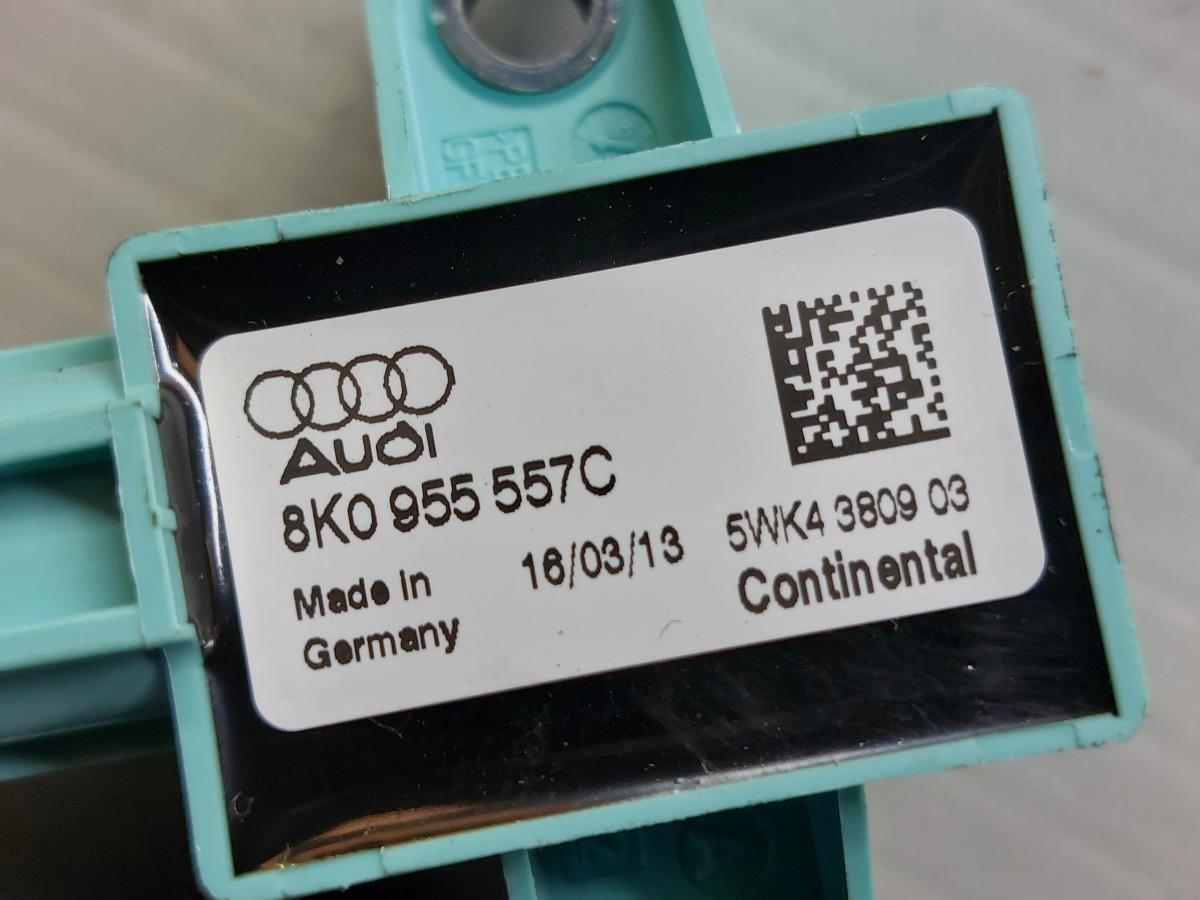 AUDI
8K0 955 557C
Made in
Germany
16/03/13
5WK4 3809 03
Continental